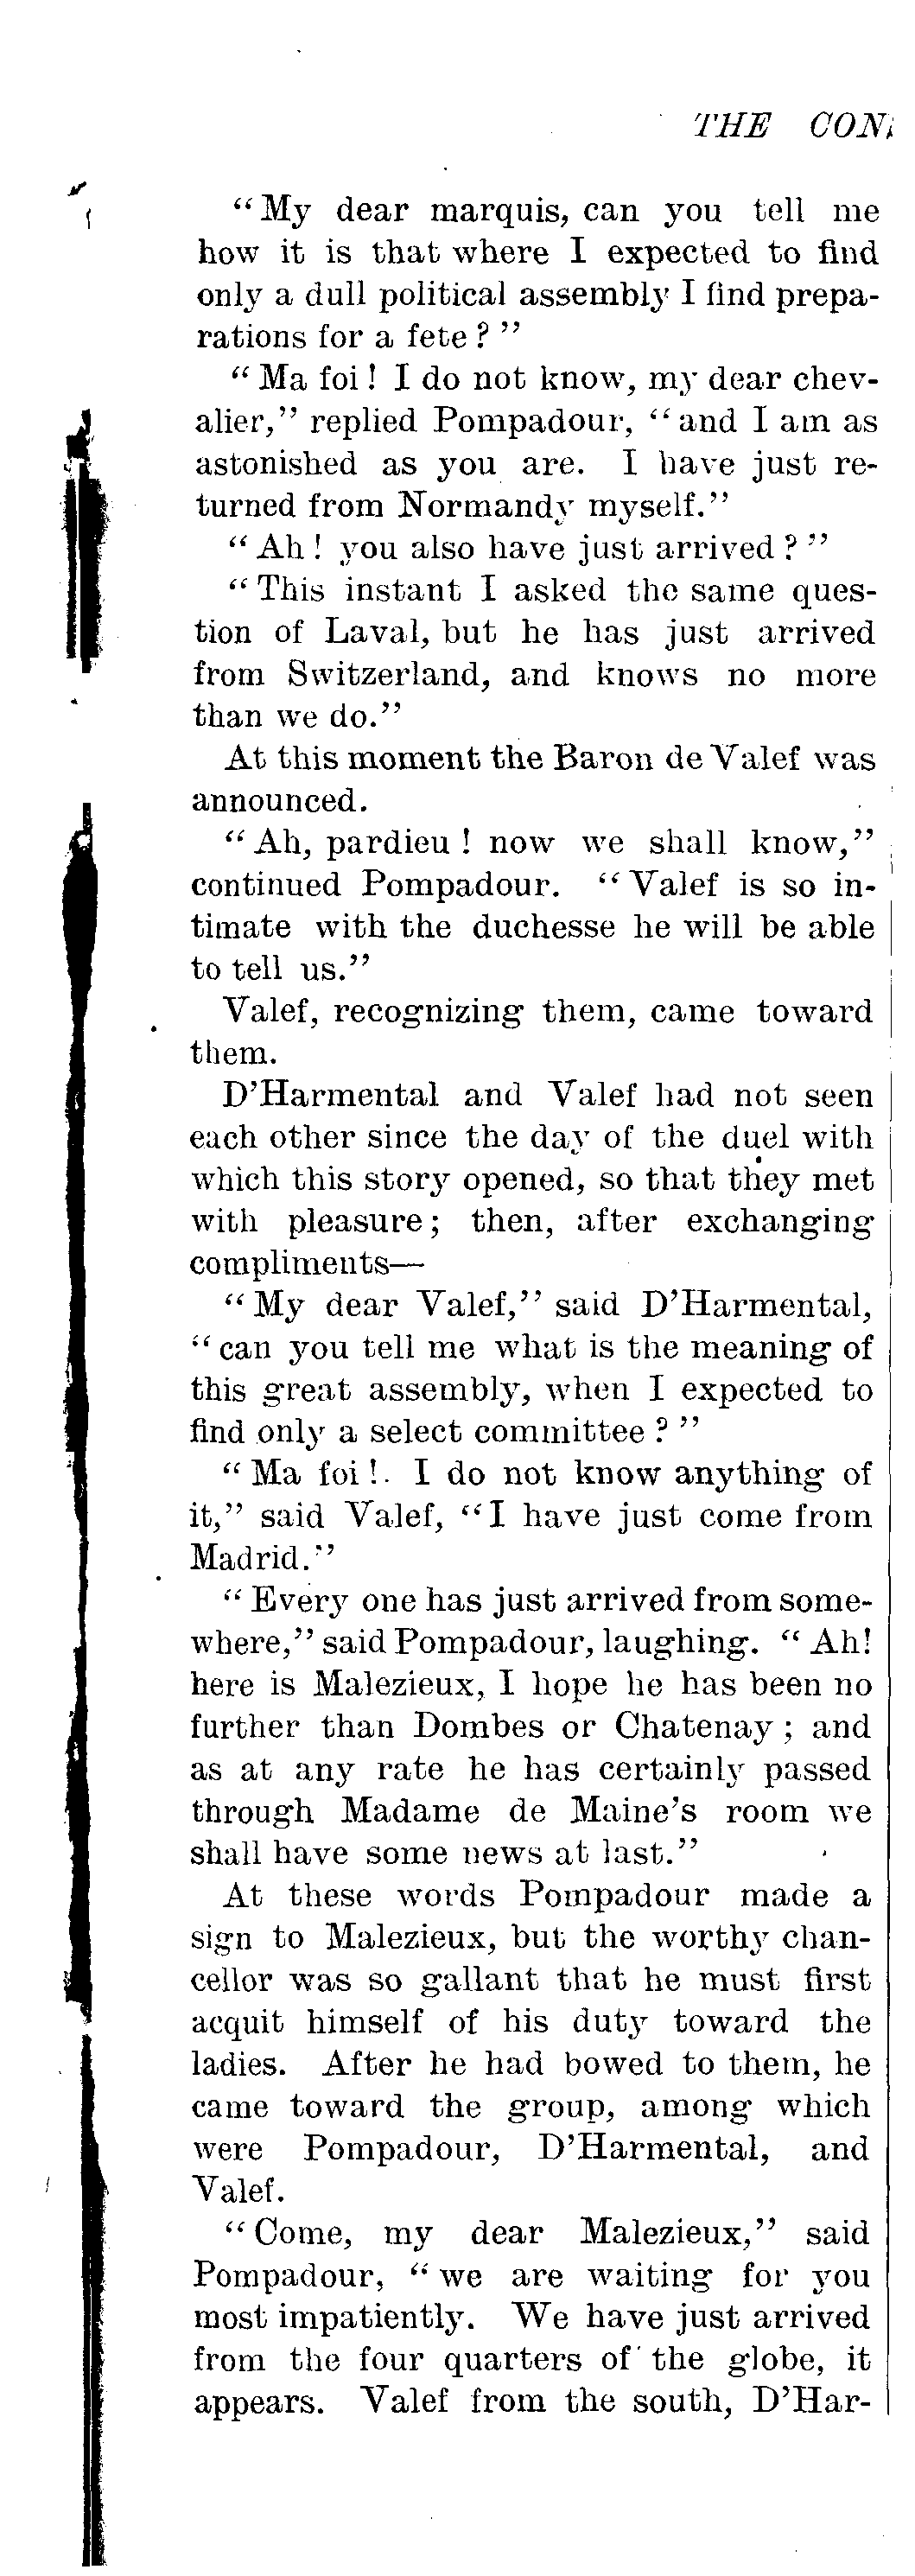 THE CON
“ My dear marquis, can you tell me
how it is that where I expected to find
only a dull political assembly I find prepa-
rations for a fete ? ”
“ Ma foi ! I do not know, my dear chev-
alier,” replied Pompadour, “ and I am as
astonished as you are. I have just re-
turned from Normandy myself.”
“ Ah ! you also have just arrived ? ”
“ This instant I asked the same ques-
tion of Laval, but he has just arrived
from Switzerland, and knows no more
than we do.”
At this moment the Baron de Valef was
announced.
“ Ah, pardieu ! now we shall know,”
continued Pompadour. “ Valef is so in-
timate with the duchesse he will be able
to tell us.”
Valef, recognizing them, came toward
them.
D’Harmental and Valef had not seen
each other since the day of the duel with
which this story opened, so that they met
with pleasure ; then, after exchanging
compliments—
“ My dear Valef,” said D’Harmental,
“ can you tell me what is the meaning of
this great assembly, when I expected to
find only a select committee ? ”
“ Ma foi !. I do not know anything of
it,” said Valef, “ I have just come from
Madrid.”
“ Every one has just arrived from some-
where,” said Pompadour, laughing. “ Ah!
here is Malezieux, I hope he has been no
further than Dombes or Chatenay ; and
as at any rate he has certainly passed
through Madame de Maine’s room we
shall have some news at last.”
At these words Pompadour made a
sign to Malezieux, but the worthy chan-
cellor was so gallant that he must first
acquit himself of his duty toward the
ladies. After he had bowed to them, he
came toward the group, among which
were Pompadour, D’Harmental, and
Valef.
“ Come, my dear Malezieux,” said
Pompadour, “ we are waiting for you
most impatiently. We have just arrived
from the four quarters of the globe, it
appears. Valef from the south, D’Har-